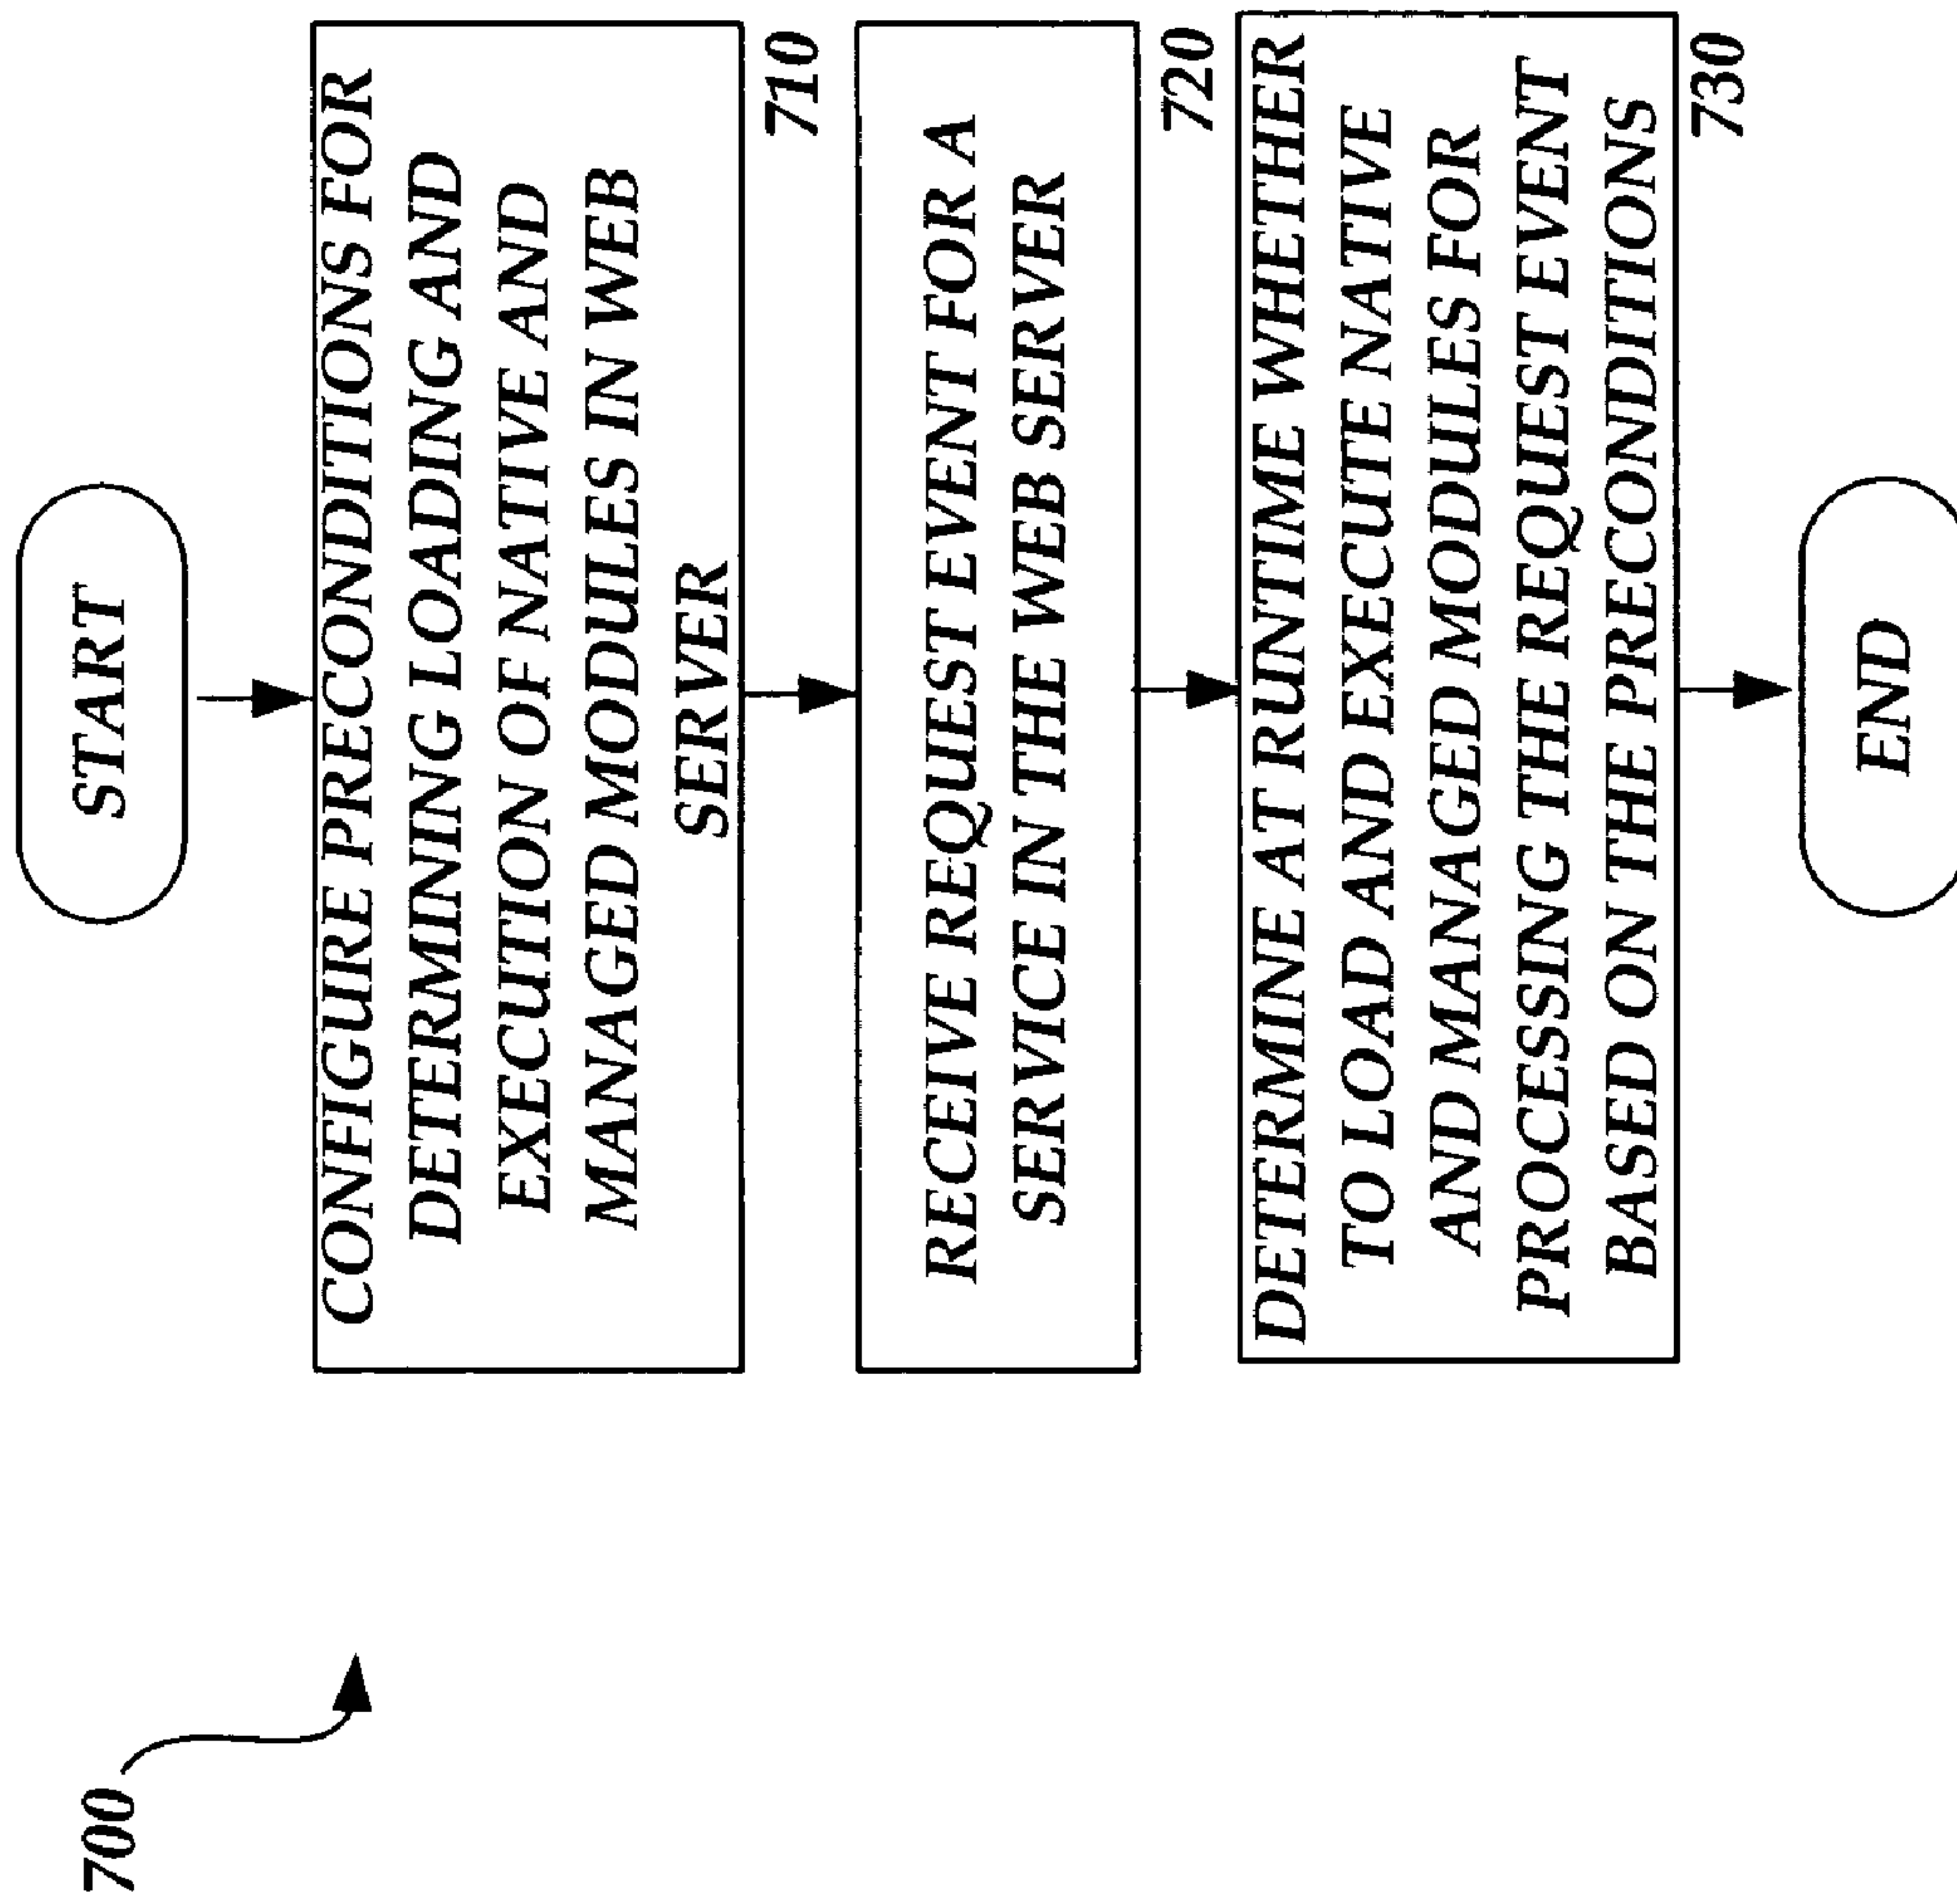 700
START
CONFIGURE PRECONDITIONS FOR
DETERMINING LOADING AND
EXECUTION OF NATIVE AND
MANAGED MODULES IN WEB
SERVER
710
RECEIVE REQUEST EVENT FOR A
SERVICE IN THE WEB SERVER
720
DETERMINE AT RUNTIME WHETHER
TO LOAD AND EXECUTE NATIVE
AND MANAGED MODULES FOR
PROCESSING THE REQUEST EVENT
BASED ON THE PRECONDITIONS
730
END